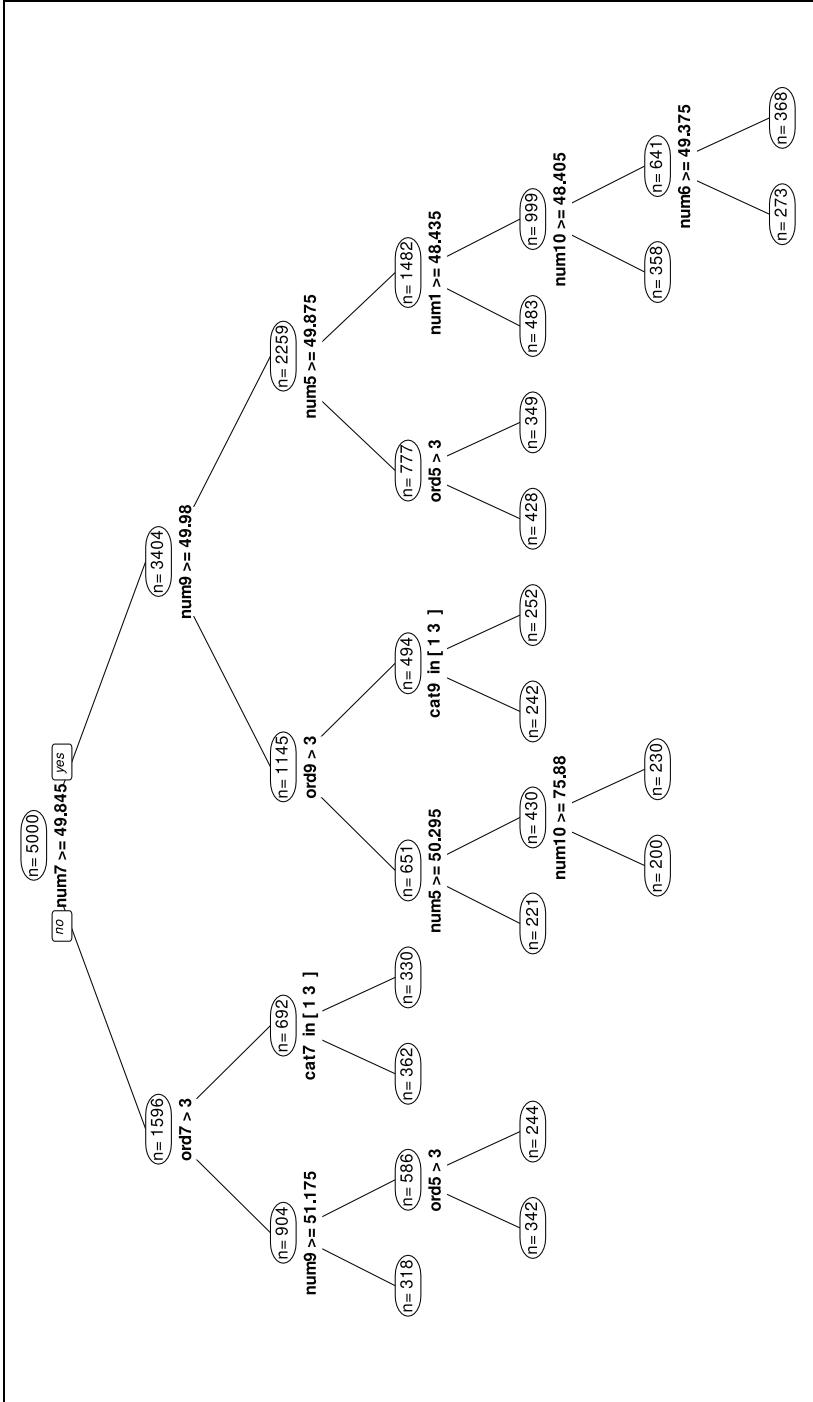 n= 5000
num7 >= 49.845
no
yes
n= 1596
n= 3404
ord7 > 3
num9 >= 49.98
n= 904
n= 692
n= 1145
n= 2259
num9 >= 51.175
cat7 in [ 1 3 ]
ord9 > 3
num5 >= 49.875
n= 318
n= 586
n= 362
n= 330
n= 651
n= 494
n= 777
n= 1482
ord5 > 3
num5 >= 50.295
cat9 in [ 1 3 ]
ord5 > 3
num1 >= 48.435
n= 342
n= 244
n= 221
n= 430
n= 242
n= 252
n= 428
n= 349
n= 483
n= 999
num10 >= 75.88
num10 >= 48.405
n= 200
n= 230
n= 358
n= 641
num6 >= 49.375
n= 273
n= 368